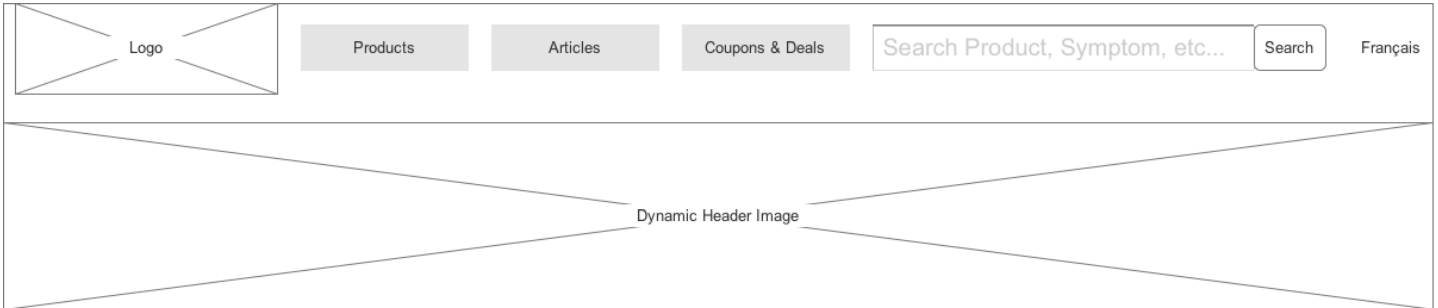 Logo
Products
Articles
Coupons & Deals
Search Product, Symptom, etc...
Search
Français
Dynamic Header Image